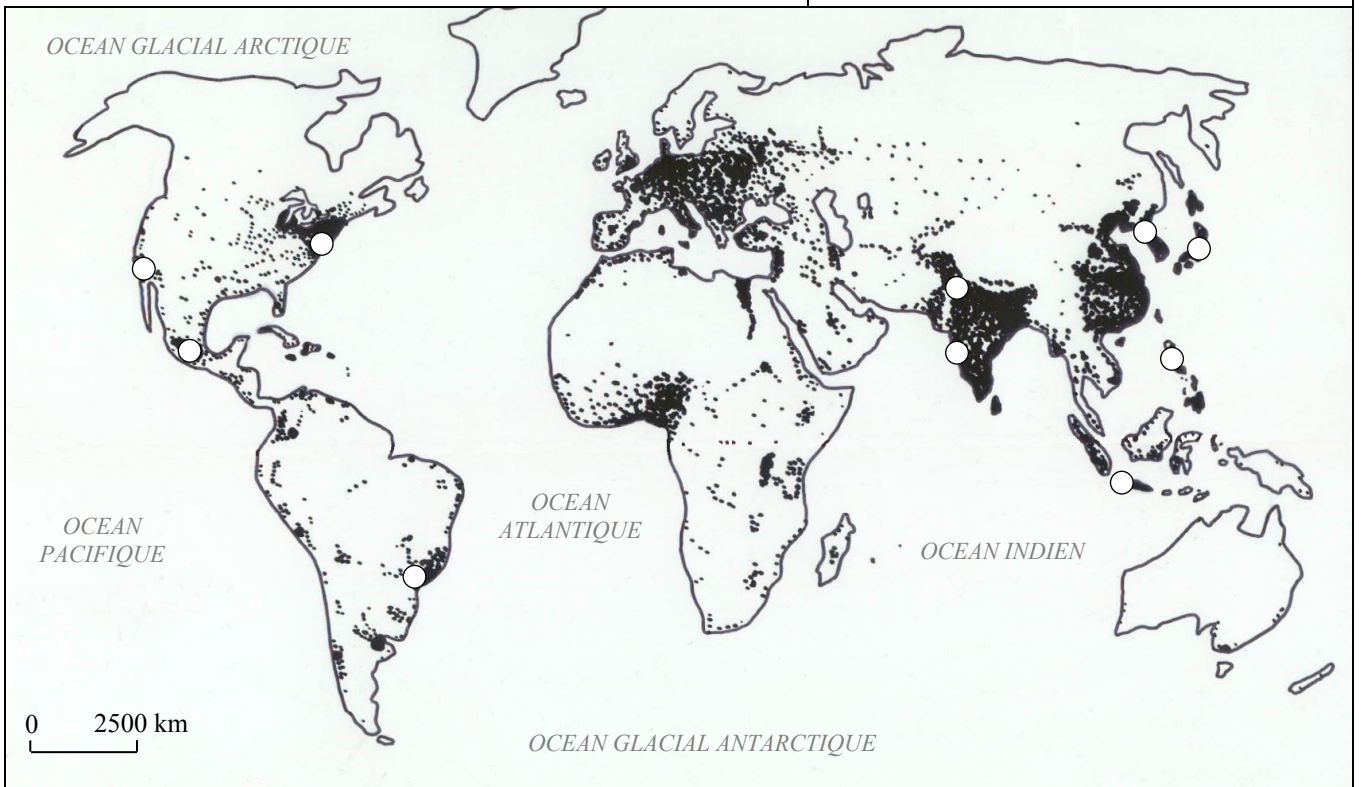 OCEAN GLACIAL ARCTIQUE
OCEAN
PACIFIQUE
OCEAN
ATLANTIQUE
OCEAN INDIEN
0 2500 km
OCEAN GLACIAL ANTARCTIQUE